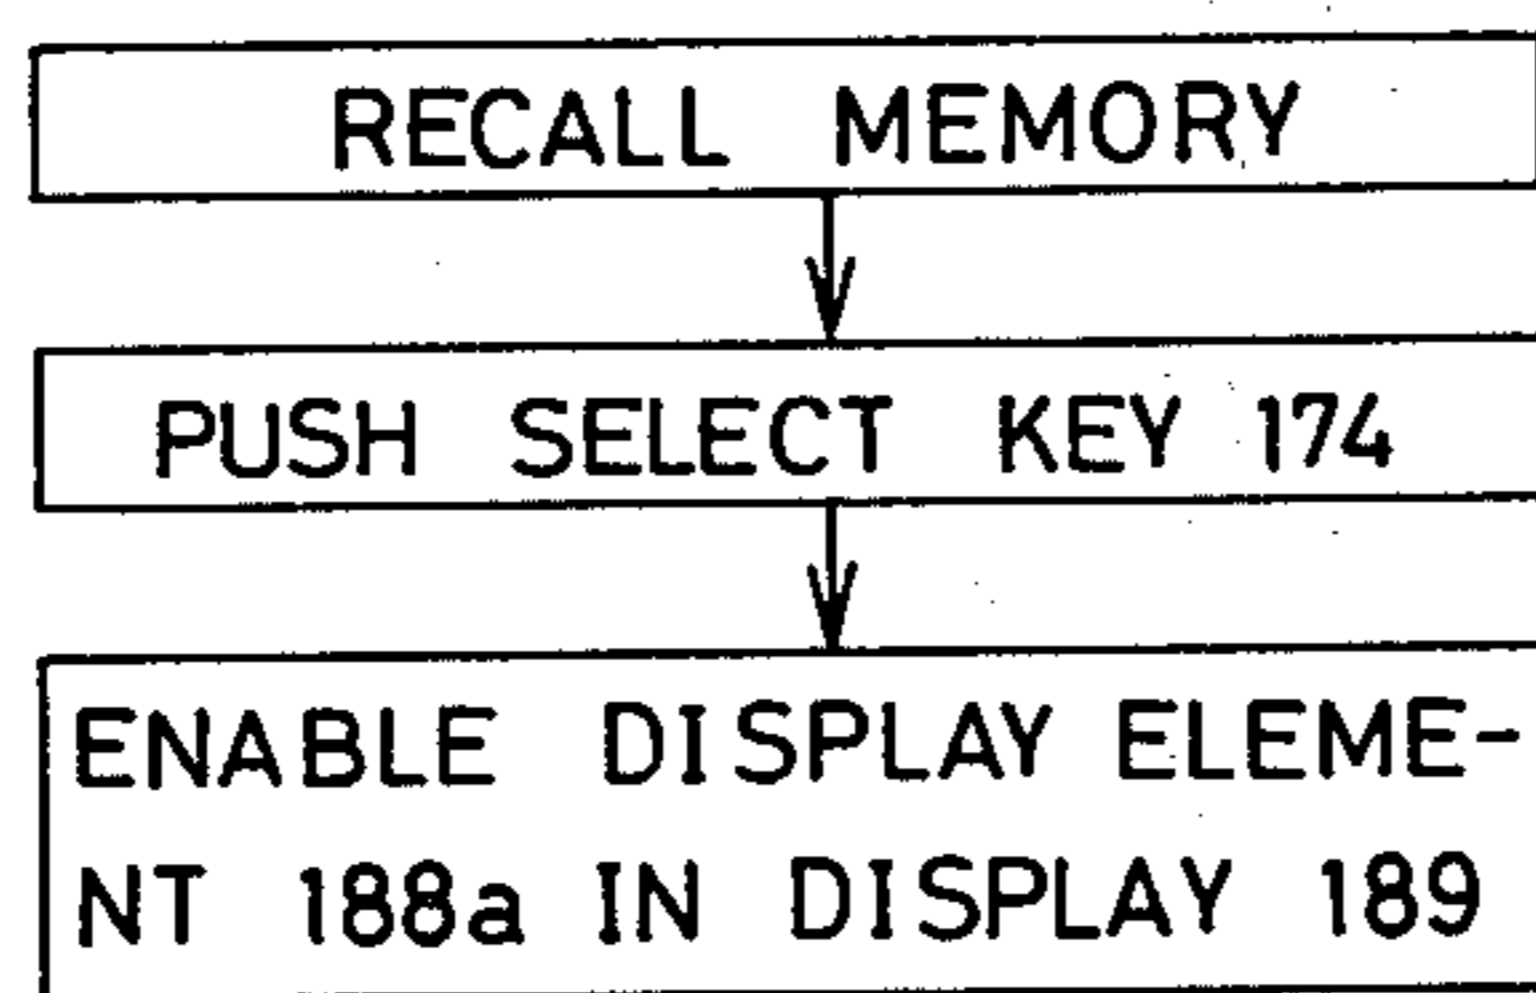 RECALL MEMORY
PUSH SELECT KEY 174
ENABLE DISPLAY ELEME-
NT 188a IN DISPLAY 189